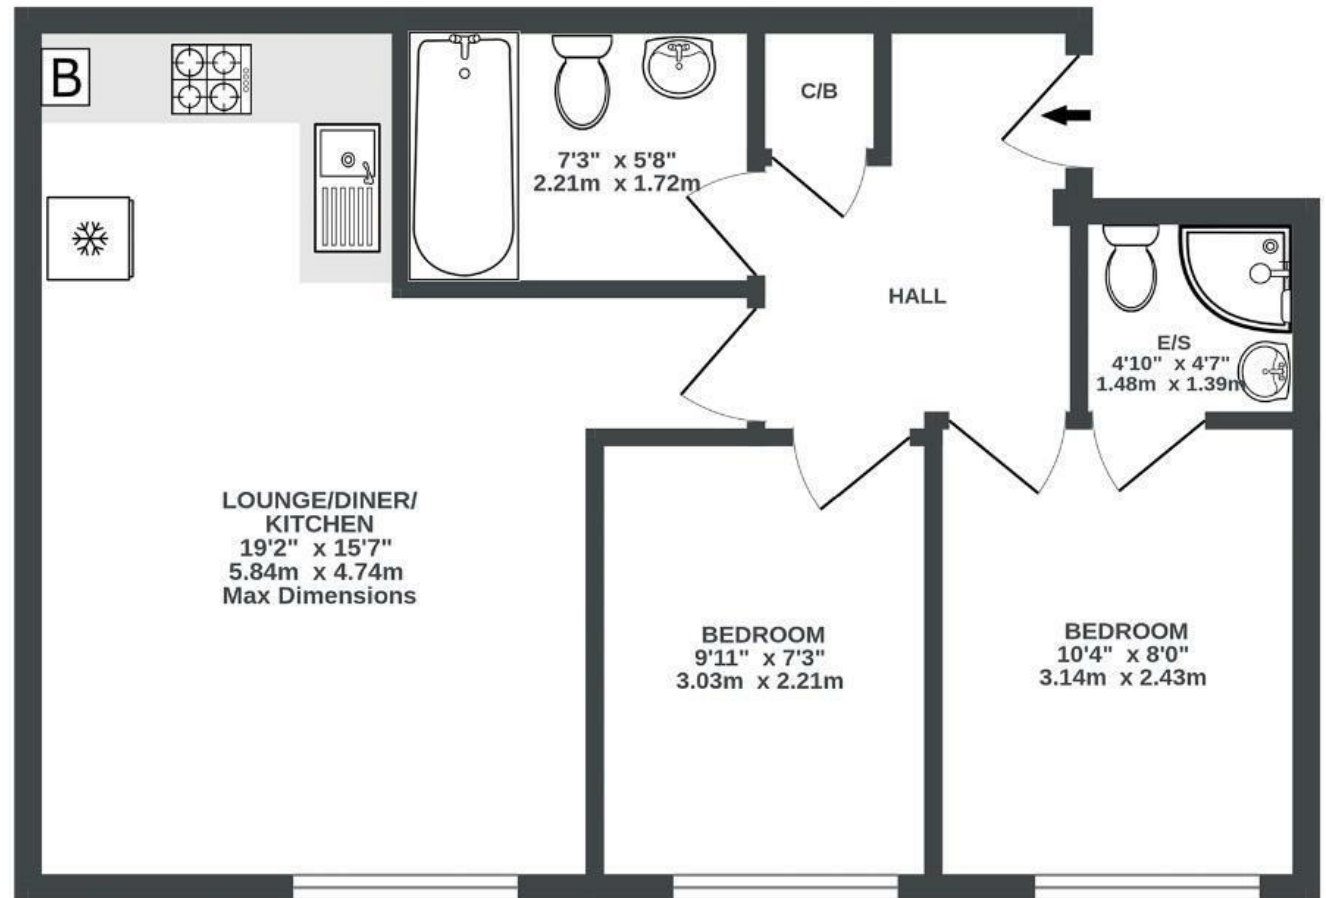 B
7'3" x 5'8"
2.21m x 1.72m
C/B
HALL
E/S
4'10" x 4'7"
1.48m x 1.39m
LOUNGE/DINER/
KITCHEN
19'2" x 15'7"
5.84m x 4.74m
Max Dimensions
BEDROOM
9'11" x 7'3"
3.03m x 2.21m
BEDROOM
10'4" x 8'0"
3.14m x 2.43m